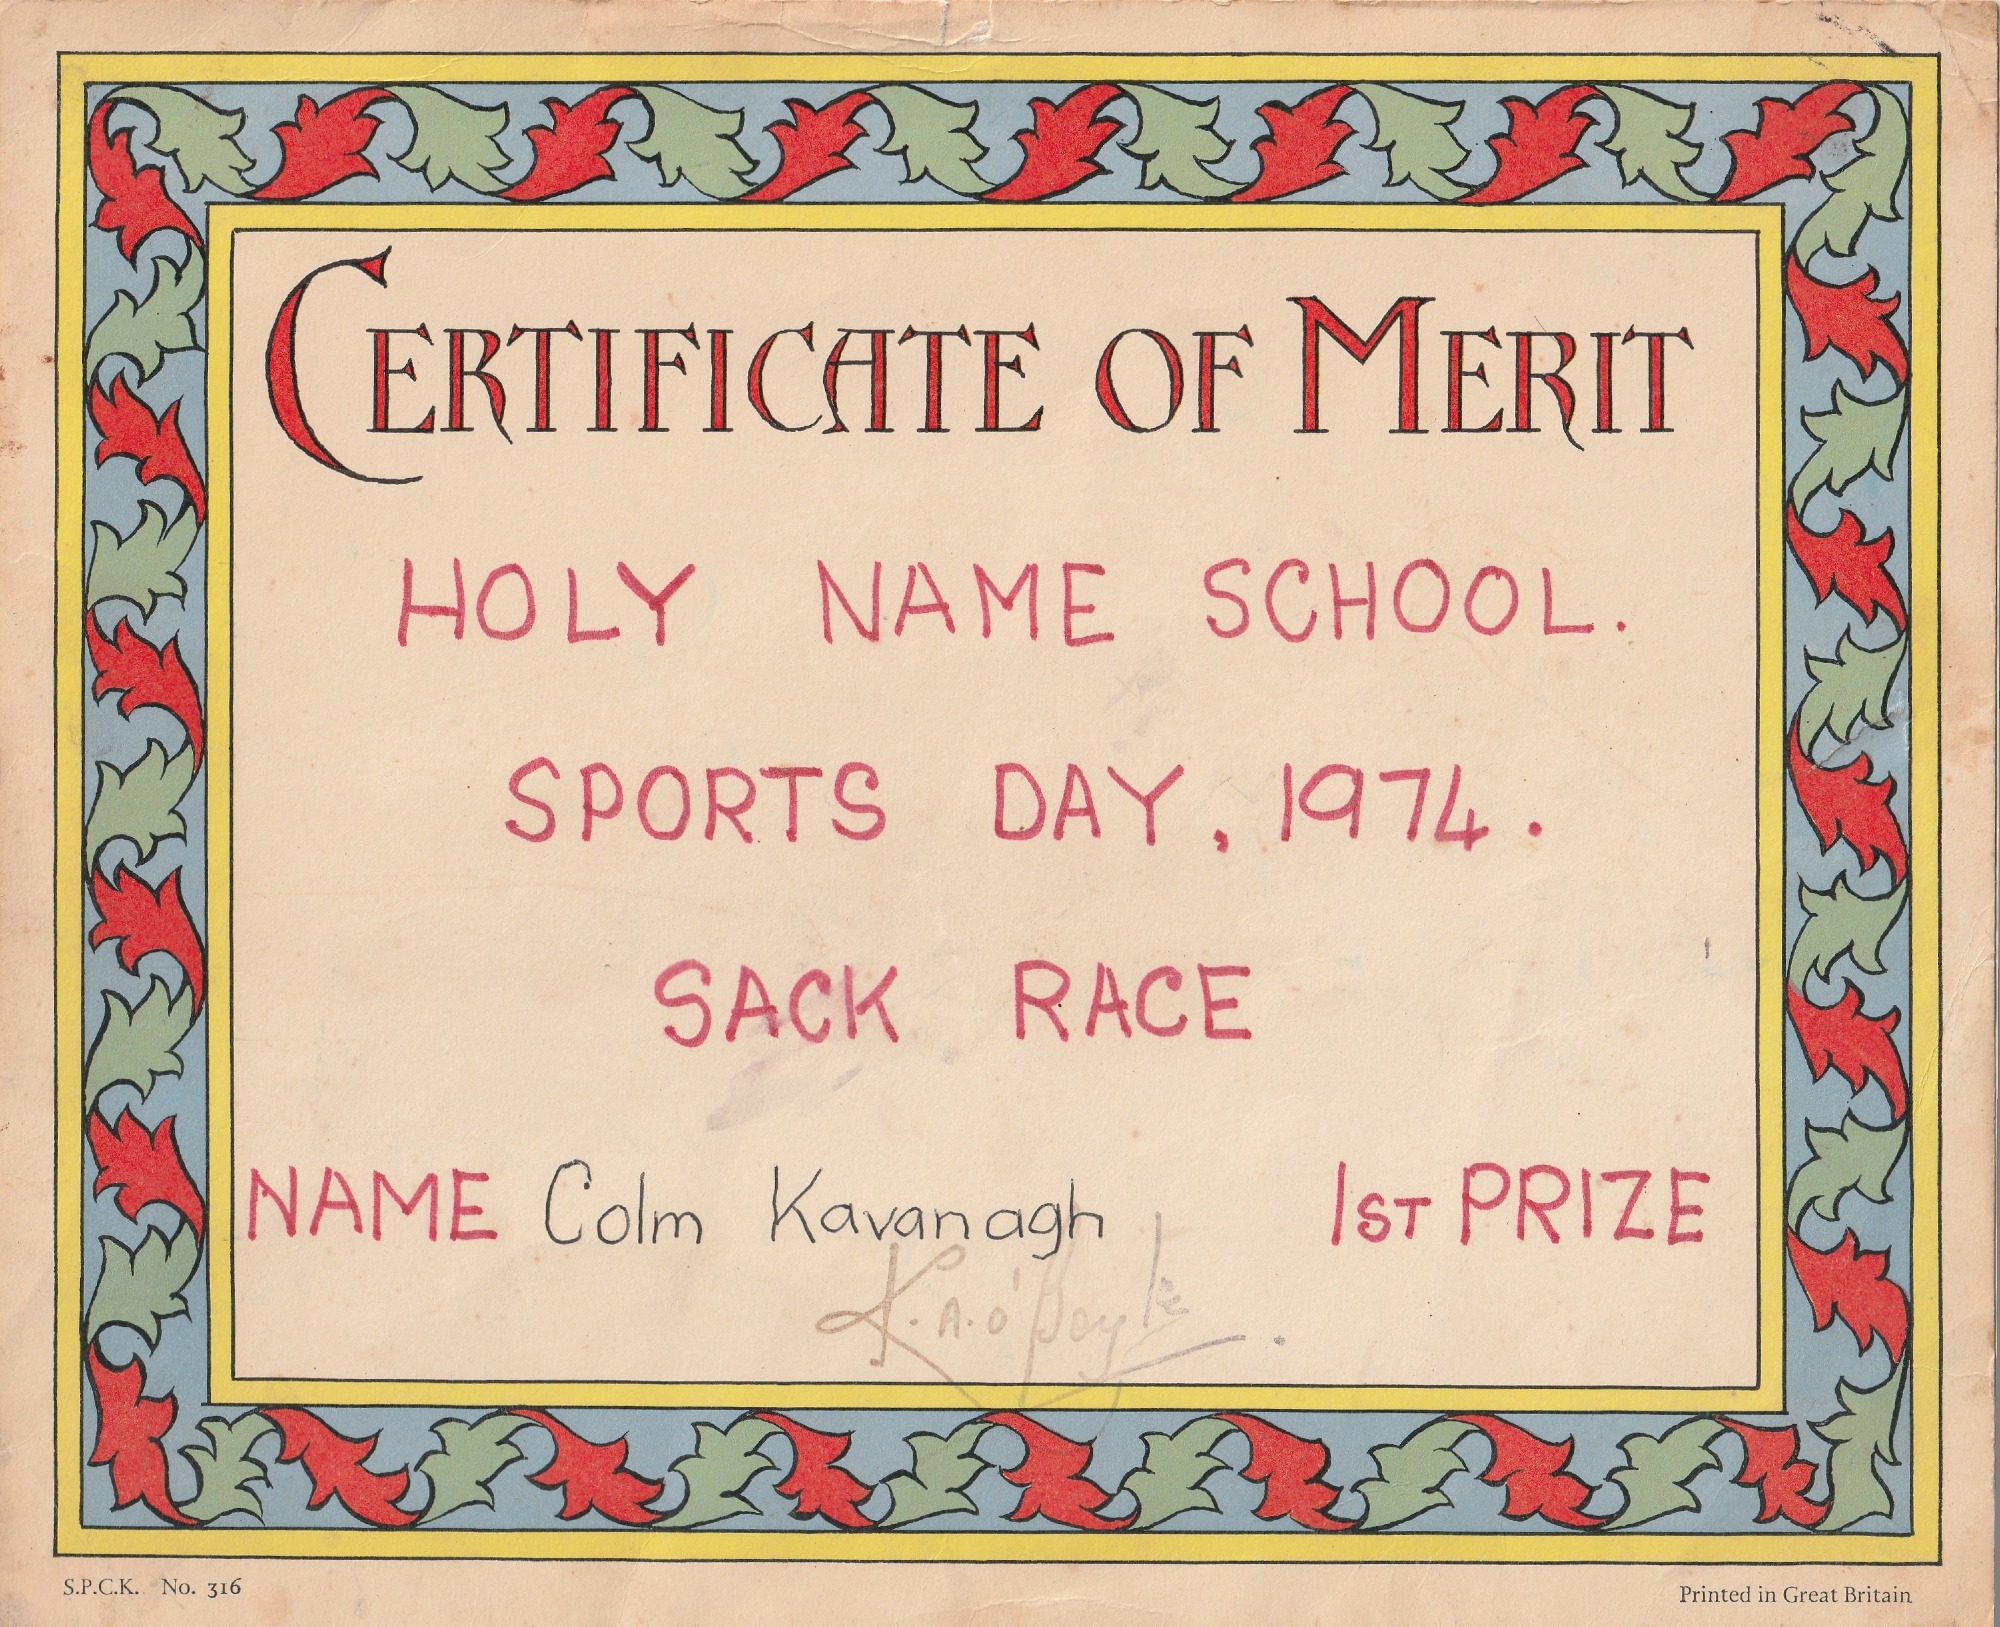 CERTIFICATE OF MERIT
HOLY NAME SCHOOL.
SPORTS DAY, 1974.
SACK RACE
NAME Colm Kavanagh 1ST PRIZE
K. A. O'Boyle.
S.P.C.K. No. 316
Printed in Great Britain